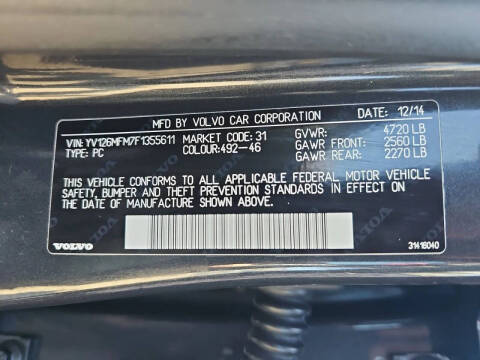 MFD BY VOLVO CAR CORPORATION DATE: 12/14
VIN: YV126MFM7F1355611 MARKET CODE: 31 GVWR: 4720 LB
TYPE: PC COLOUR:492-46 GAWR FRONT: 2560 LB
GAWR REAR: 2270 LB
THIS VEHICLE CONFORMS TO ALL APPLICABLE FEDERAL MOTOR VEHICLE
SAFETY, BUMPER AND THEFT PREVENTION STANDARDS IN EFFECT ON
THE DATE OF MANUFACTURE SHOWN ABOVE.
VOLVO 31416040